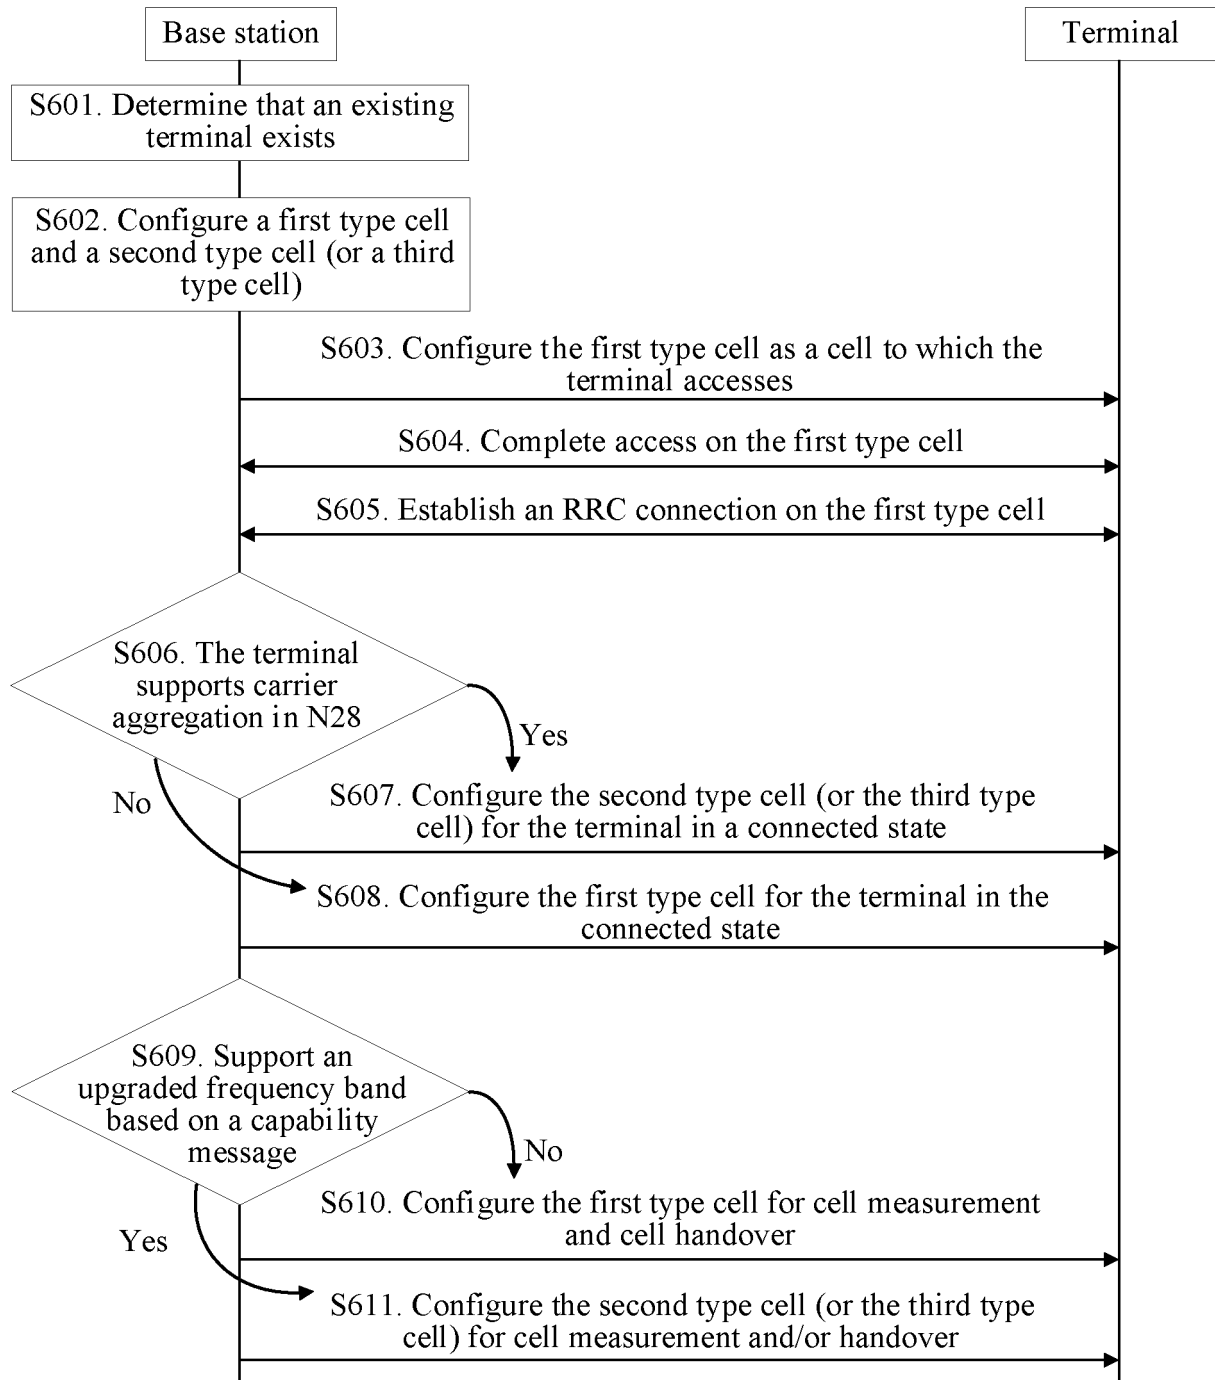 Base station
Terminal
S601. Determine that an existing
terminal exists
S602. Configure a first type cell
and a second type cell (or a third
type cell)
S603. Configure the first type cell as a cell to which the
terminal accesses
S604. Complete access on the first type cell
S605. Establish an RRC connection on the first type cell
S606. The terminal
supports carrier
aggregation in N28
Yes
No
S607. Configure the second type cell (or the third type
cell) for the terminal in a connected state
S608. Configure the first type cell for the terminal in the
connected state
S609. Support an
upgraded frequency band
based on a capability
message
No
Yes
S610. Configure the first type cell for cell measurement
and cell handover
S611. Configure the second type cell (or the third type
cell) for cell measurement and/or handover